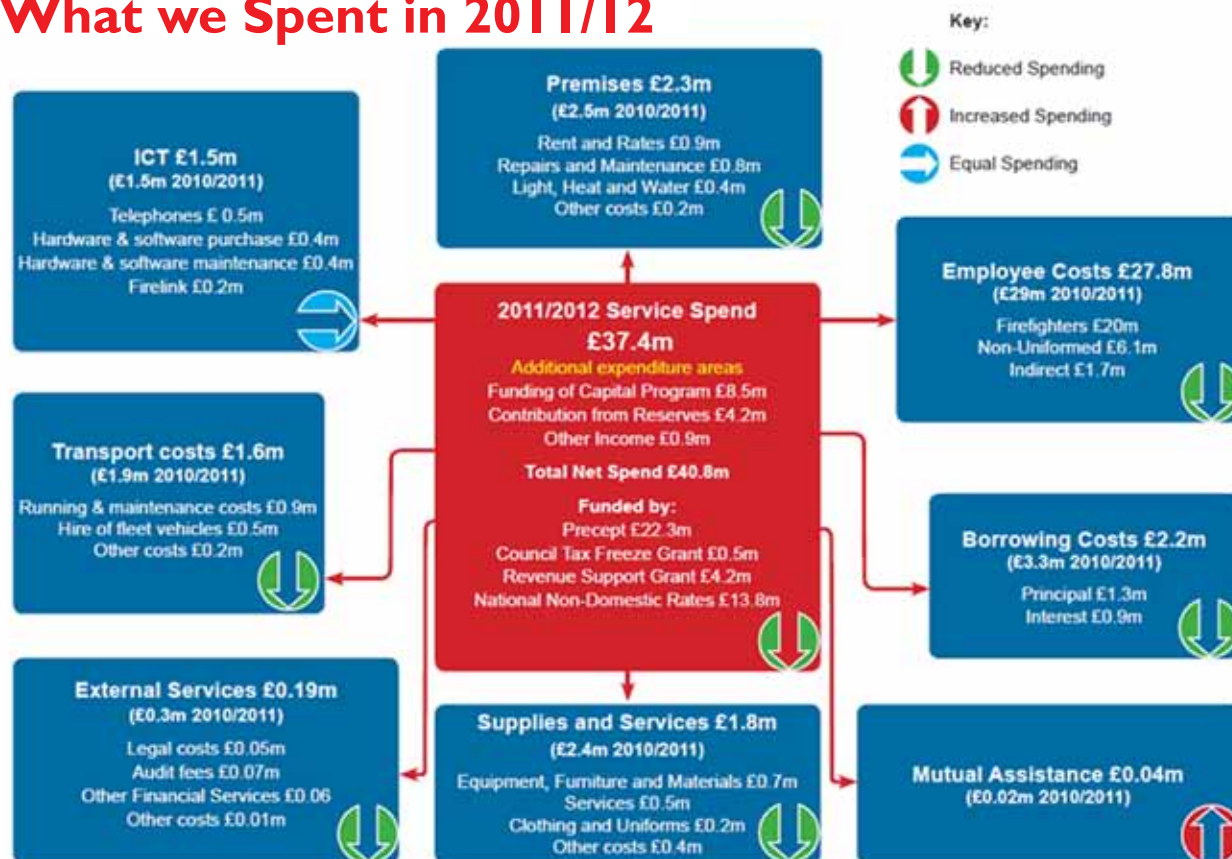 What we Spent in 2011/12
Key:
Reduced Spending
Increased Spending
Equal Spending
Premises £2.3m
(£2.5m 2010/2011)
Rent and Rates £0.9m
Repairs and Maintenance £0.8m
Light, Heat and Water £0.4m
Other costs £0.2m
ICT £1.5m
(£1.5m 2010/2011)
Telephones £ 0.5m
Hardware & software purchase £0.4m
Hardware & software maintenance £0.4m
Firelink £0.2m
Employee Costs £27.8m
(£29m 2010/2011)
Firefighters £20m
Non-Uniformed £6.1m
Indirect £1.7m
2011/2012 Service Spend
£37.4m
Additional expenditure areas
Funding of Capital Program £8.5m
Contribution from Reserves £4.2m
Other Income £0.9m
Total Net Spend £40.8m
Funded by:
Precept £22.3m
Council Tax Freeze Grant £0.5m
Revenue Support Grant £4.2m
National Non-Domestic Rates £13.8m
Transport costs £1.6m
(£1.9m 2010/2011)
Running & maintenance costs £0.9m
Hire of fleet vehicles £0.5m
Other costs £0.2m
Borrowing Costs £2.2m
(£3.3m 2010/2011)
Principal £1.3m
Interest £0.9m
External Services £0.19m
(£0.3m 2010/2011)
Legal costs £0.05m
Audit fees £0.07m
Other Financial Services £0.06
Other costs £0.01m
Supplies and Services £1.8m
(£2.4m 2010/2011)
Equipment, Furniture and Materials £0.7m
Services £0.5m
Clothing and Uniforms £0.2m
Other costs £0.4m
Mutual Assistance £0.04m
(£0.02m 2010/2011)